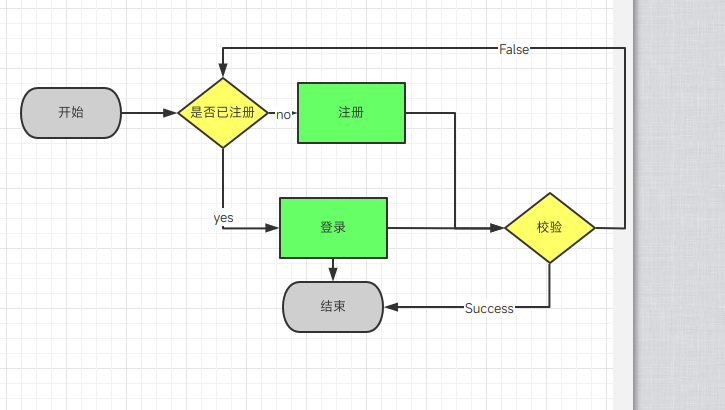 False
开始
是否已注册
no
注册
yes
登录
校验
结束
Success